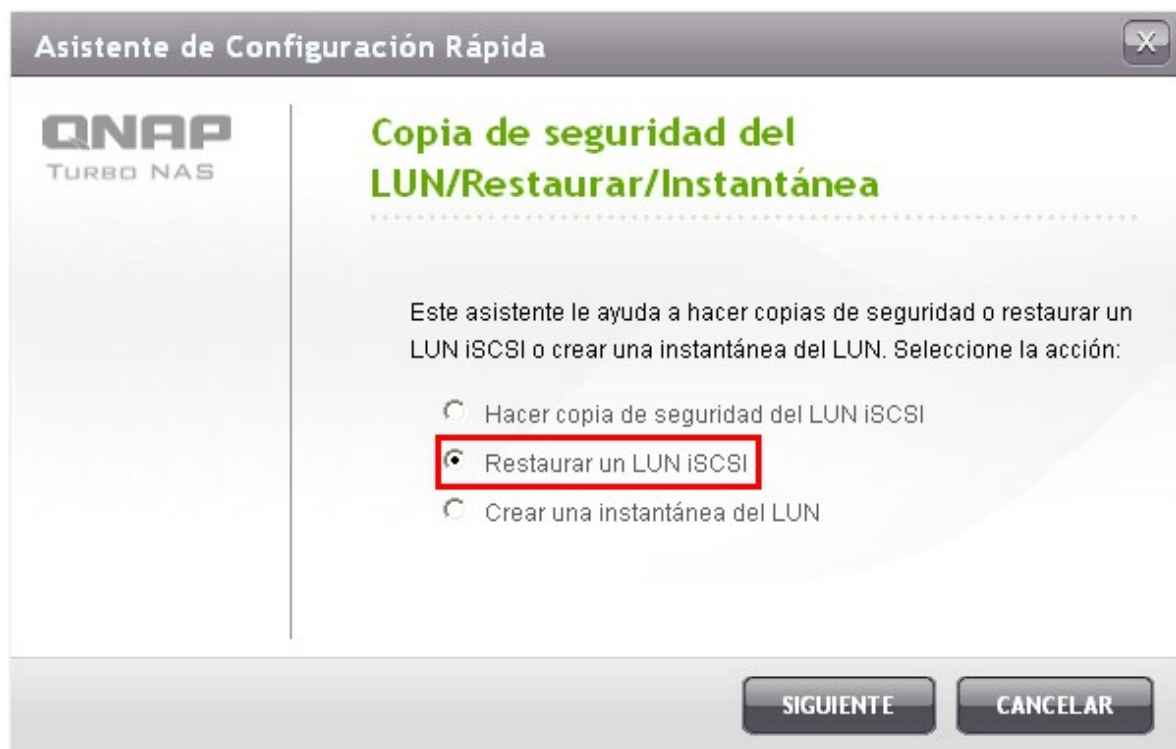 Asistente de Configuración Rápida
X
QNAP
TURBO NAS
Copia de seguridad del
LUN/Restaurar/Instantánea
Este asistente le ayuda a hacer copias de seguridad o restaurar un
LUN iSCSI o crear una instantánea del LUN. Seleccione la acción:
Hacer copia de seguridad del LUN iSCSI
Restaurar un LUN iSCSI
Crear una instantánea del LUN
SIGUIENTE
CANCELAR